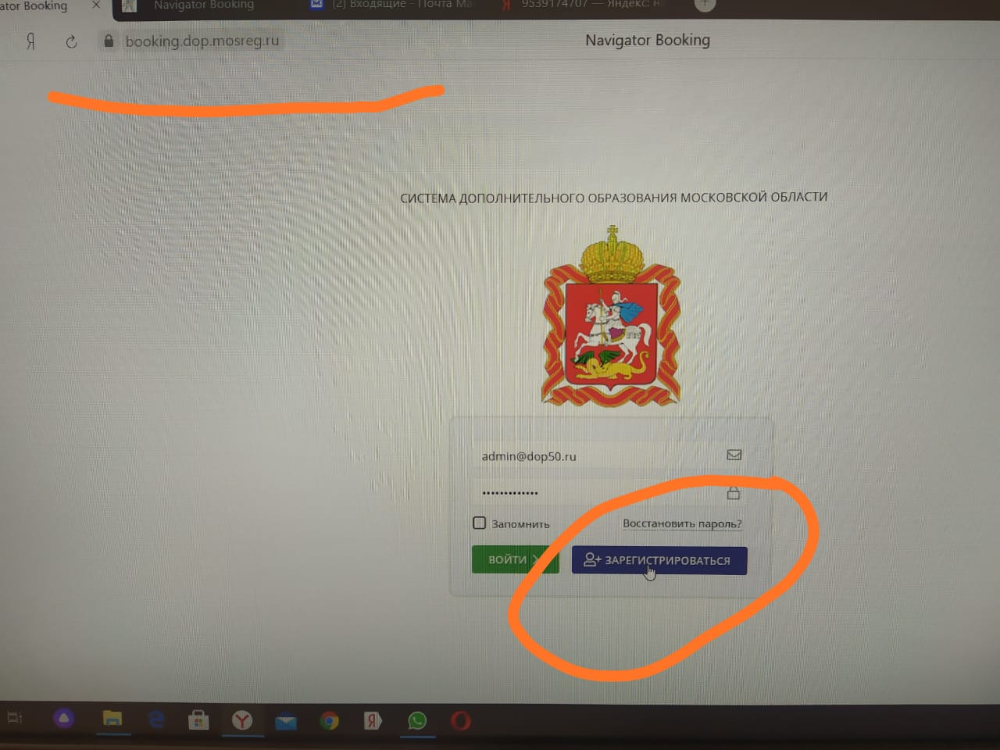 ator Booking
Navigator Booking
(2) Входящие - Почта Ма
9539174707 — Яндекс: на
booking.dop.mosreg.ru
Navigator Booking
СИСТЕМА ДОПОЛНИТЕЛЬНОГО ОБРАЗОВАНИЯ МОСКОВСКОЙ ОБЛАСТИ
admin@dop50.ru
•••••••••••••
Запомнить
Восстановить пароль?
ВОЙТИ
ЗАРЕГИСТРИРОВАТЬСЯ